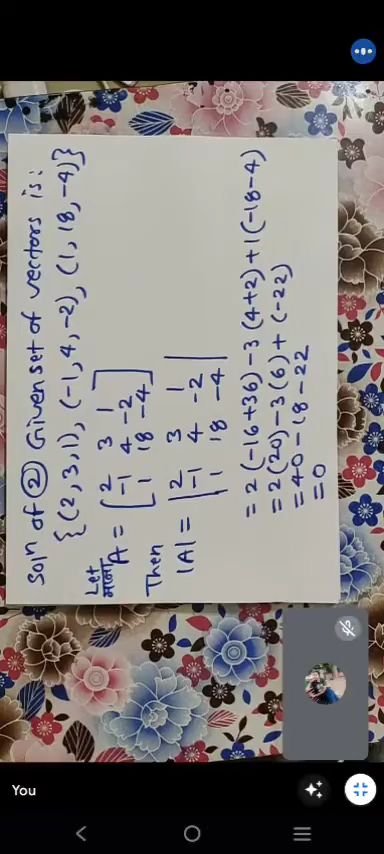 Soln of ② Given set of vectors is:
{(2, 3, 1), (-1, 4, -2), (1, 18, -4)}
Let
माना
A = [2 3 1
-1 4 -2
1 18 -4]
Then
|A| = |2 3 1
-1 4 -2
1 18 -4|
= 2(-16+36) -3(4+2) +1(-18-4)
= 2(20) -3(6) + (-22)
= 40 -18 -22
= 0
You